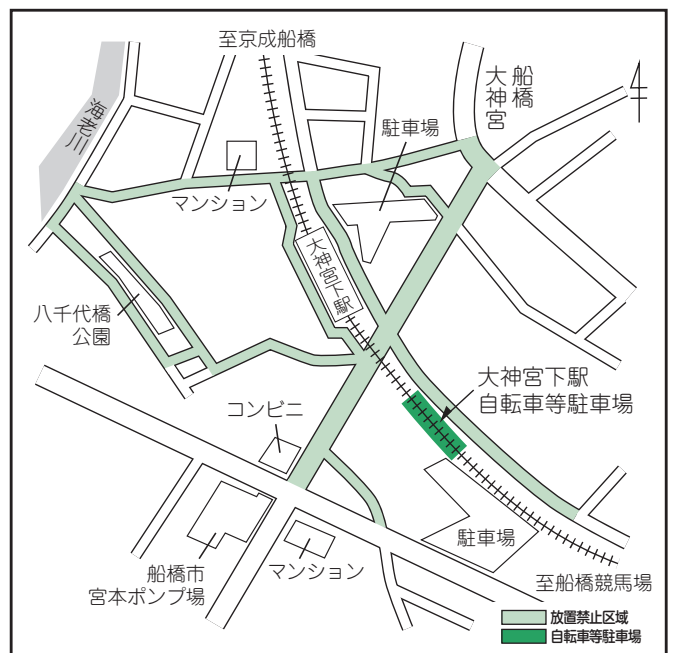 至京成船橋
船橋
大神宮
駐車場
海老川
マンション
大神宮下駅
八千代橋
公園
大神宮下駅
自転車等駐車場
コンビニ
船橋市
宮本ポンプ場
マンション
駐車場
至船橋競馬場
放置禁止区域
自転車等駐車場